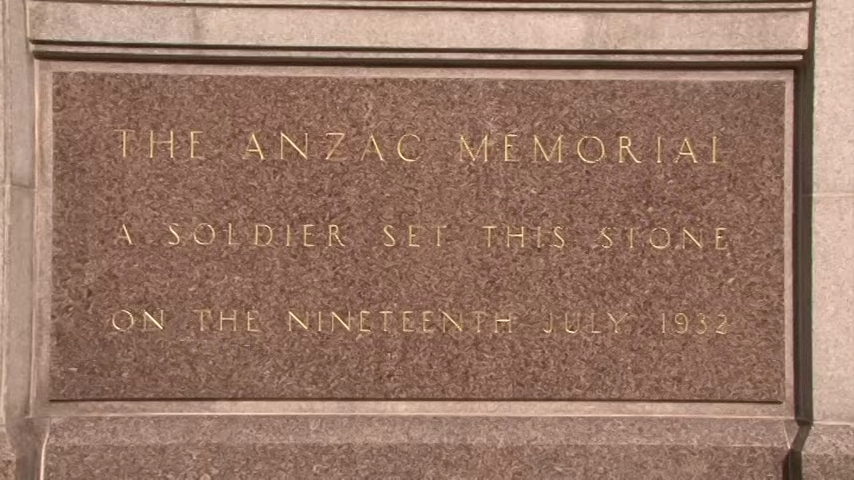 THE ANZAC MEMORIAL
A SOLDIER SET THIS STONE
ON THE NINETEENTH JULY 1932